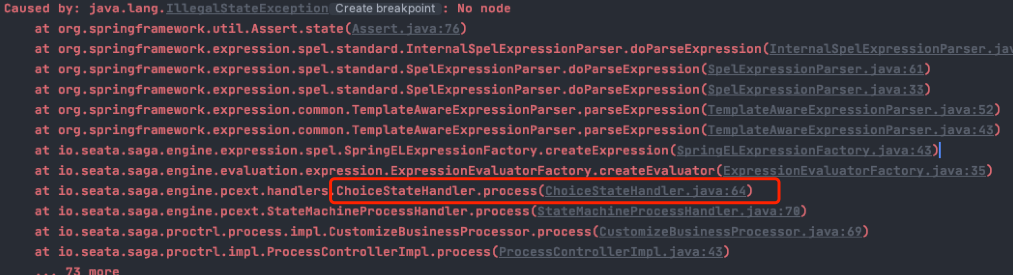 Caused by: java.lang.IllegalStateException Create breakpoint : No node
at org.springframework.util.Assert.state(Assert.java:76)
at org.springframework.expression.spel.standard.InternalSpelExpressionParser.doParseExpression(InternalSpelExpressionParser.jav
at org.springframework.expression.spel.standard.SpelExpressionParser.doParseExpression(SpelExpressionParser.java:61)
at org.springframework.expression.spel.standard.SpelExpressionParser.doParseExpression(SpelExpressionParser.java:33)
at org.springframework.expression.common.TemplateAwareExpressionParser.parseExpression(TemplateAwareExpressionParser.java:52)
at org.springframework.expression.common.TemplateAwareExpressionParser.parseExpression(TemplateAwareExpressionParser.java:43)
at io.seata.saga.engine.expression.spel.SpringELExpressionFactory.createExpression(SpringELExpressionFactory.java:43)
at io.seata.saga.engine.evaluation.expression.ExpressionEvaluatorFactory.createEvaluator(ExpressionEvaluatorFactory.java:35)
at io.seata.saga.engine.pcext.handlers.ChoiceStateHandler.process(ChoiceStateHandler.java:64)
at io.seata.saga.engine.pcext.StateMachineProcessHandler.process(StateMachineProcessHandler.java:70)
at io.seata.saga.proctrl.process.impl.CustomizeBusinessProcessor.process(CustomizeBusinessProcessor.java:69)
at io.seata.saga.proctrl.impl.ProcessControllerImpl.process(ProcessControllerImpl.java:43)
... 73 more